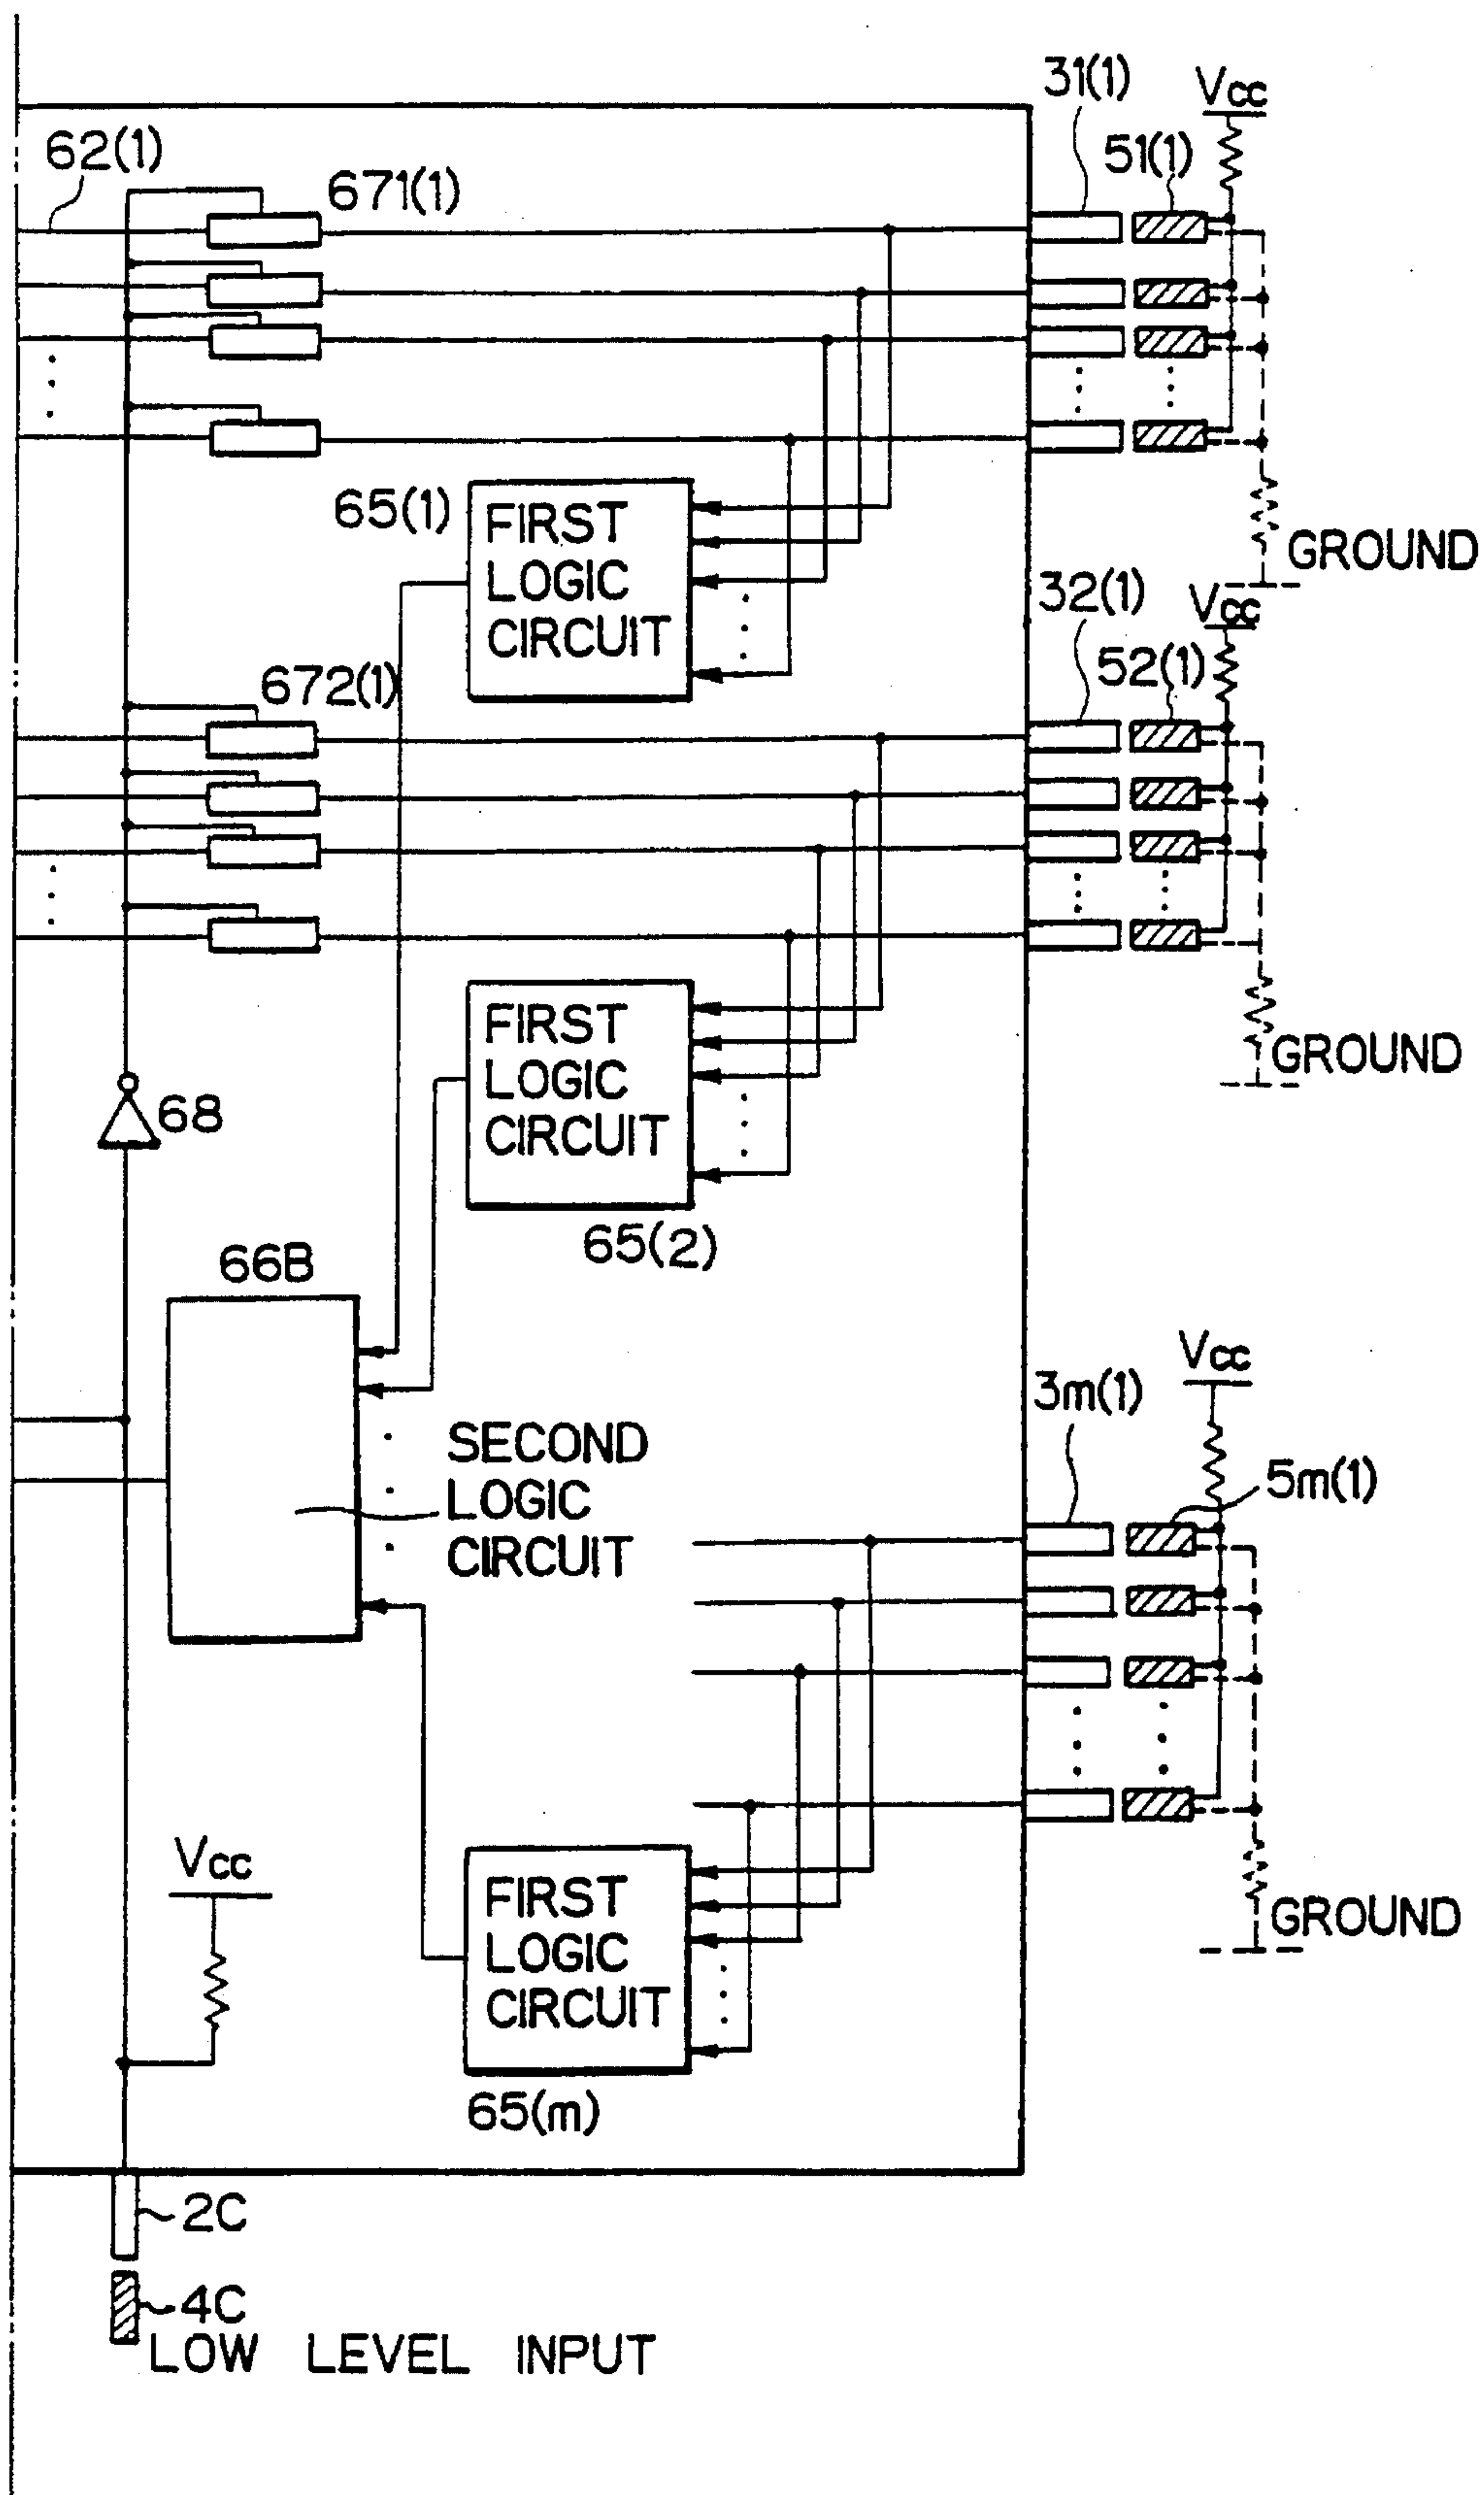 31(1)
Vcc
62(1)
51(1)
671(1)
65(1)
FIRST
LOGIC
CIRCUIT
GROUND
32(1)
Vcc
672(1)
52(1)
FIRST
LOGIC
CIRCUIT
GROUND
68
65(2)
66B
Vcc
3m(1)
SECOND
LOGIC
CIRCUIT
5m(1)
Vcc
FIRST
LOGIC
CIRCUIT
GROUND
65(m)
2C
4C
LOW LEVEL INPUT